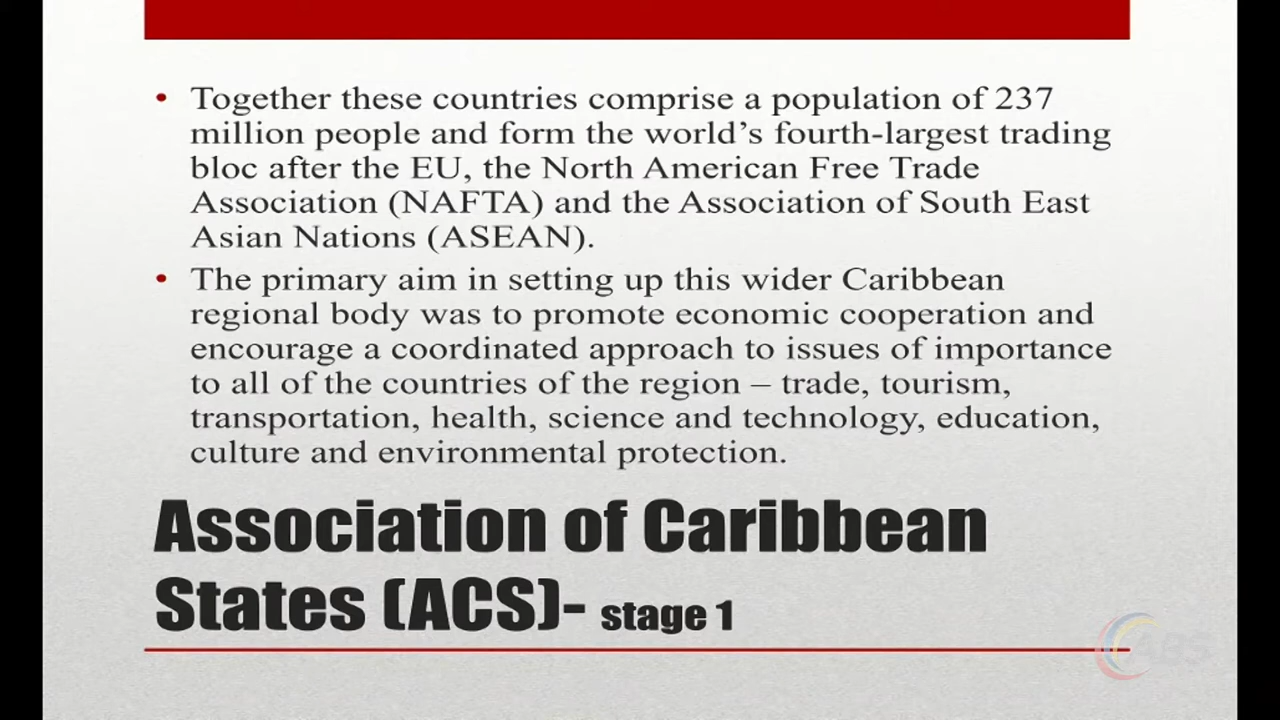 • Together these countries comprise a population of 237
million people and form the world's fourth-largest trading
bloc after the EU, the North American Free Trade
Association (NAFTA) and the Association of South East
Asian Nations (ASEAN).
• The primary aim in setting up this wider Caribbean
regional body was to promote economic cooperation and
encourage a coordinated approach to issues of importance
to all of the countries of the region – trade, tourism,
transportation, health, science and technology, education,
culture and environmental protection.
Association of Caribbean
States (ACS)- stage 1
ABS